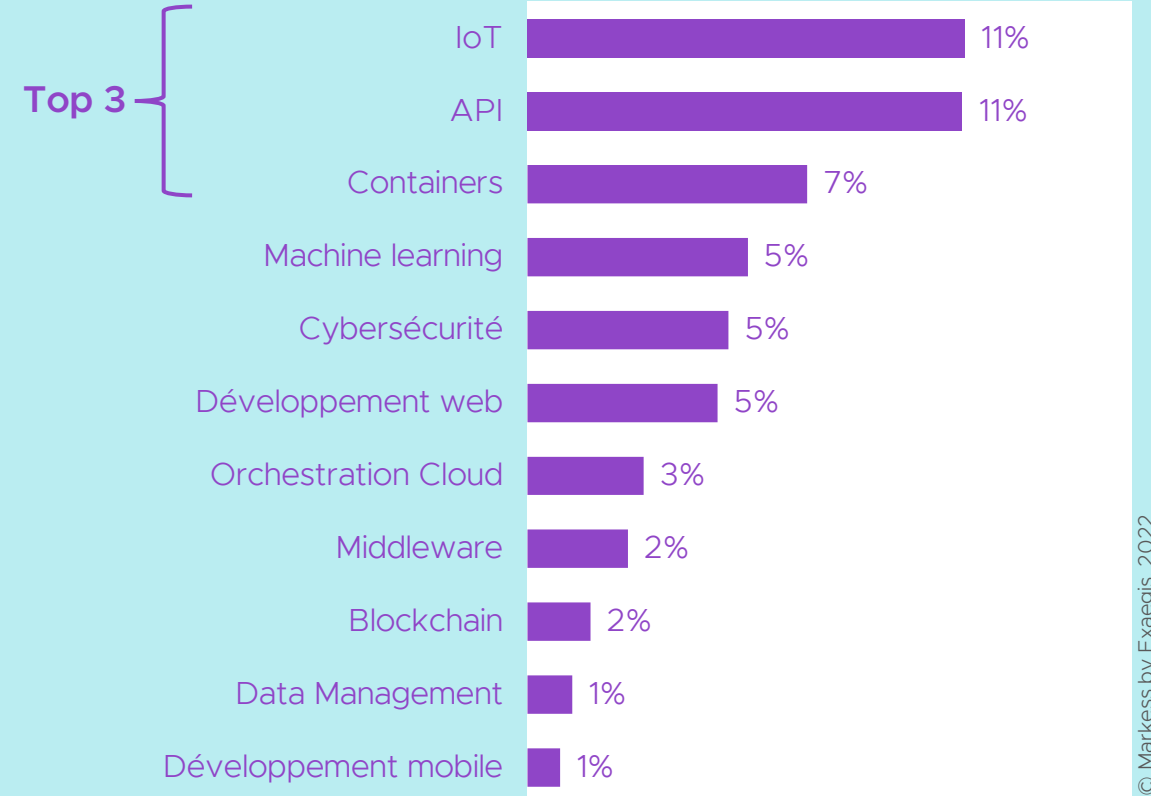 Top 3
IoT 11%
API 11%
Containers 7%
Machine learning 5%
Cybersécurité 5%
Développement web 5%
Orchestration Cloud 3%
Middleware 2%
Blockchain 2%
Data Management 1%
Développement mobile 1%
© Markess by Exaegis, 2022